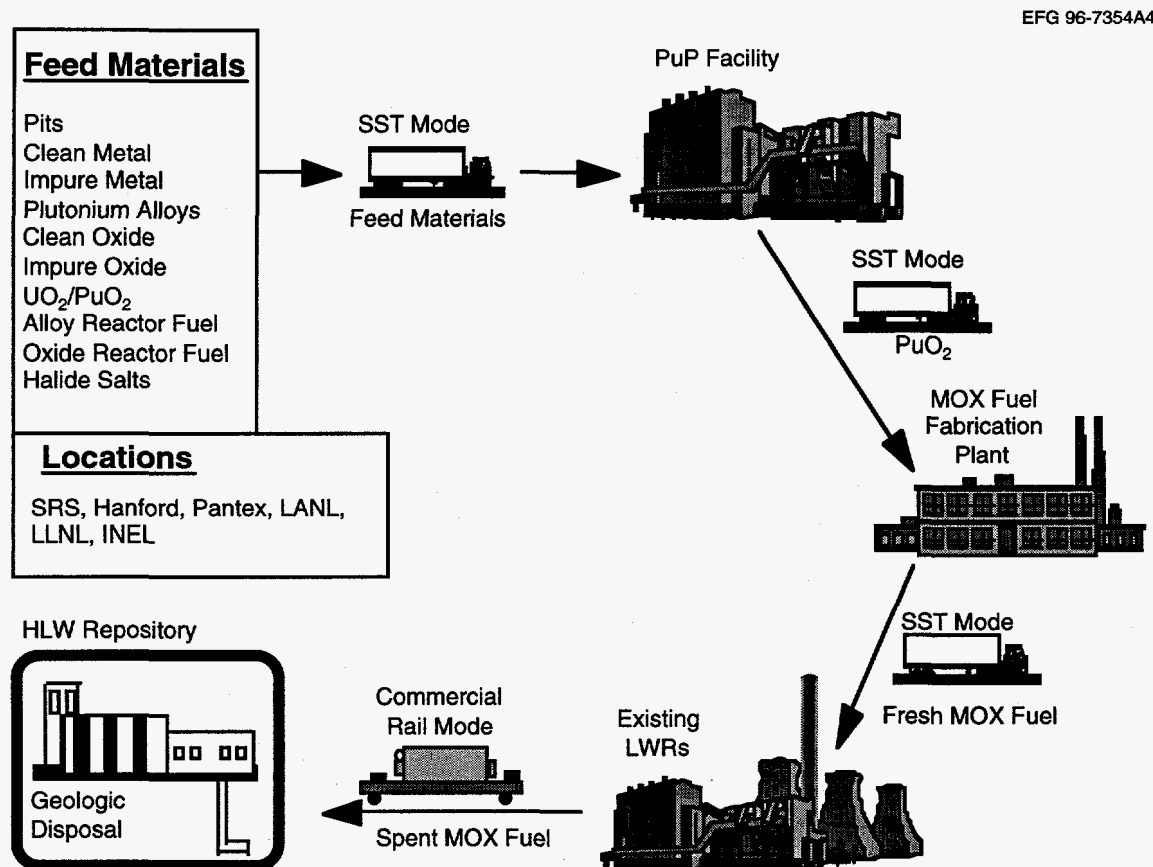 EFG 96-7354A4
Feed Materials
Pits
Clean Metal
Impure Metal
Plutonium Alloys
Clean Oxide
Impure Oxide
UO₂/PuO₂
Alloy Reactor Fuel
Oxide Reactor Fuel
Halide Salts
Locations
SRS, Hanford, Pantex, LANL,
LLNL, INEL
SST Mode
Feed Materials
PuP Facility
SST Mode
PuO₂
MOX Fuel
Fabrication
Plant
SST Mode
Fresh MOX Fuel
Existing
LWRs
Commercial
Rail Mode
Spent MOX Fuel
HLW Repository
Geologic
Disposal